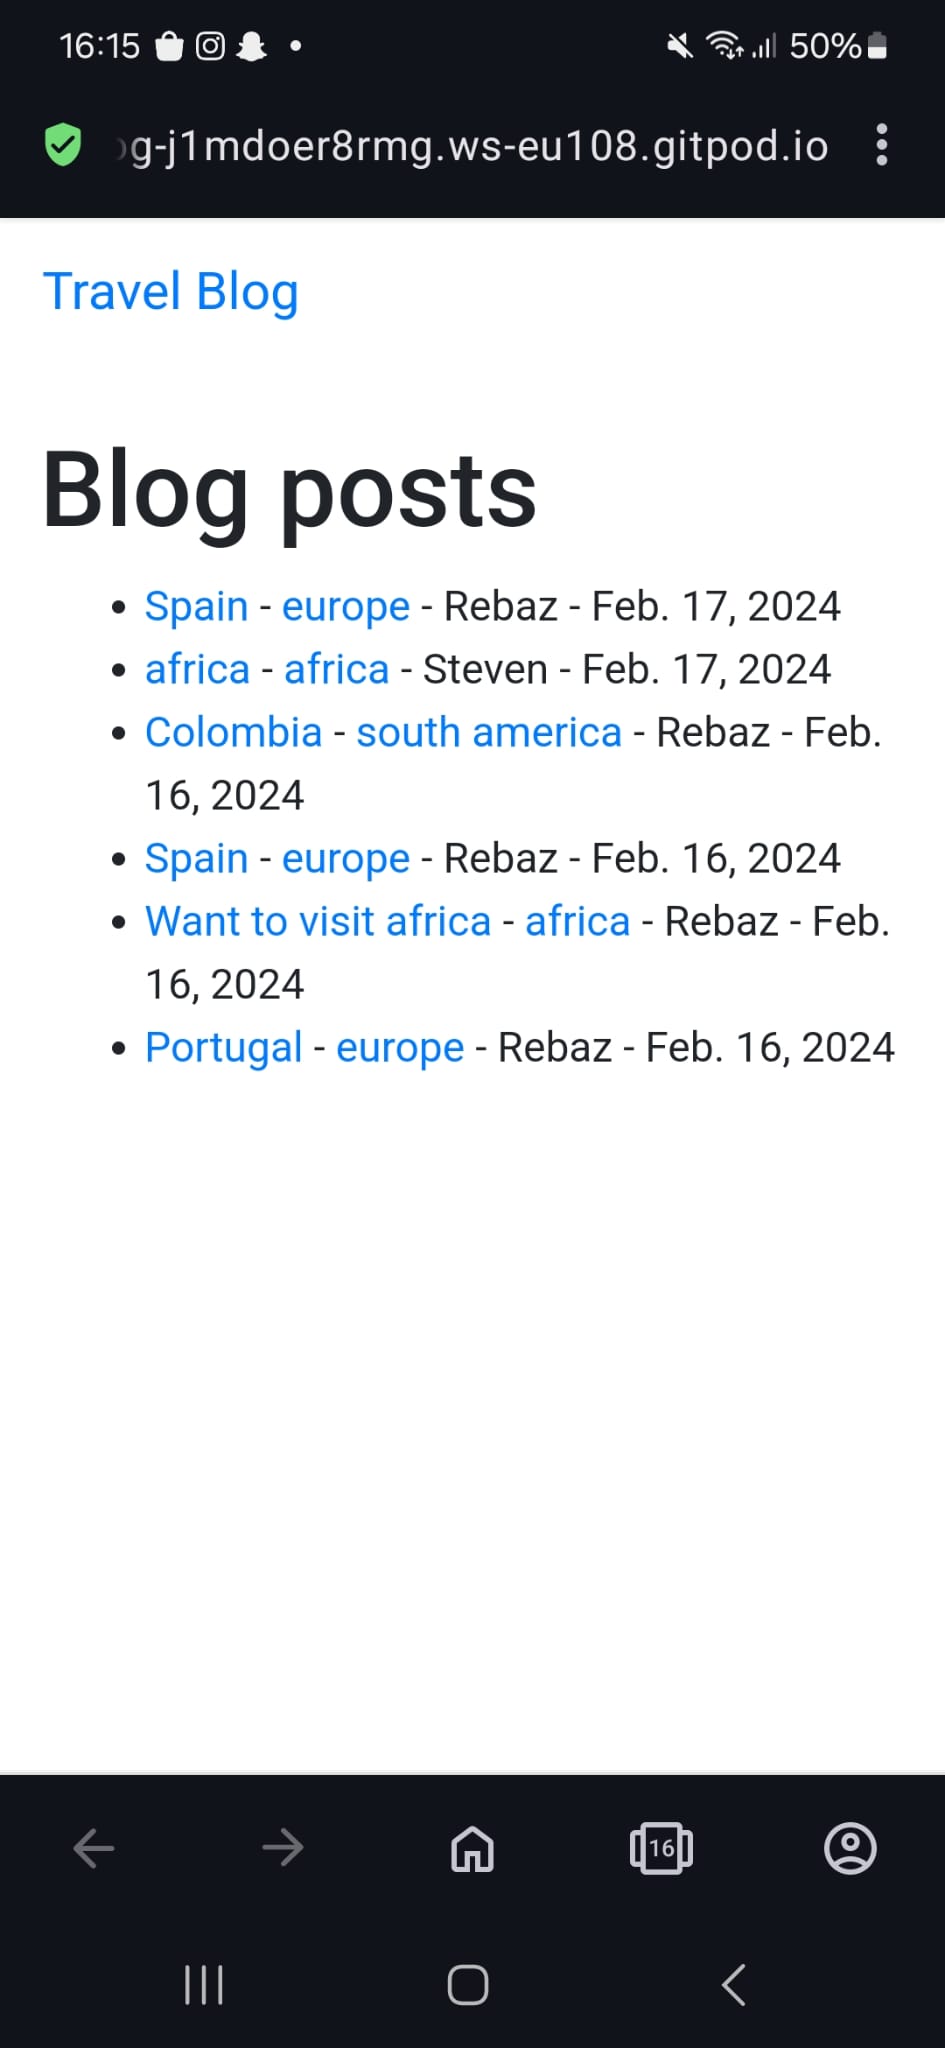 16:15
50%
g-j1mdoer8rmg.ws-eu108.gitpod.io
Travel Blog
Blog posts
Spain - europe - Rebaz - Feb. 17, 2024
africa - africa - Steven - Feb. 17, 2024
Colombia - south america - Rebaz - Feb.
16, 2024
Spain - europe - Rebaz - Feb. 16, 2024
Want to visit africa - africa - Rebaz - Feb.
16, 2024
Portugal - europe - Rebaz - Feb. 16, 2024
16